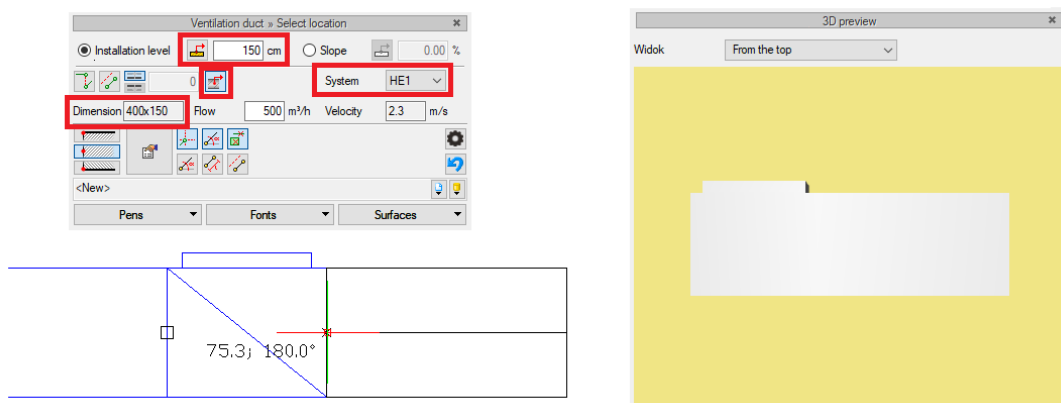 Ventilation duct » Select location
Installation level 150 cm Slope 0.00 %
0 System HE1
Dimension 400x150 Flow 500 m³/h Velocity 2.3 m/s
<New>
Pens Fonts Surfaces
75.3; 180.0°
3D preview
Widok From the top